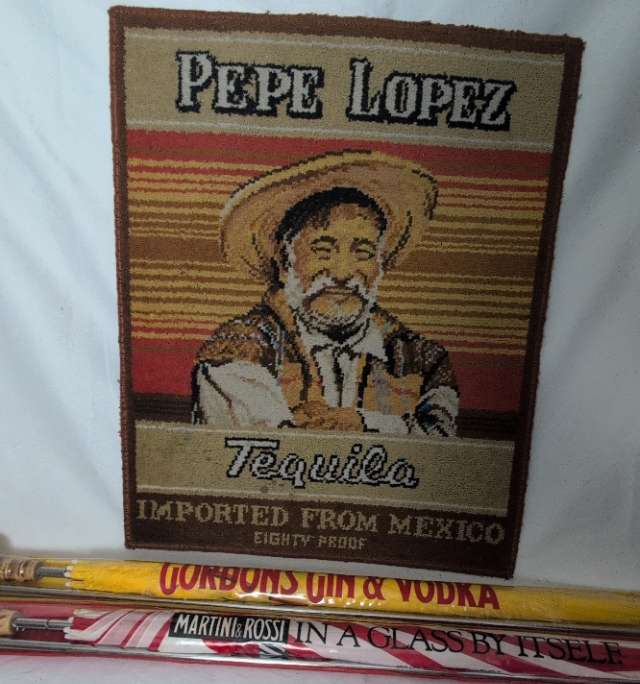 PEPE LOPEZ
Tequila
IMPORTED FROM MEXICO
EIGHTY PROOF
GORDONS GIN & VODKA
MARTINI & ROSSI IN A GLASS BY ITSELF